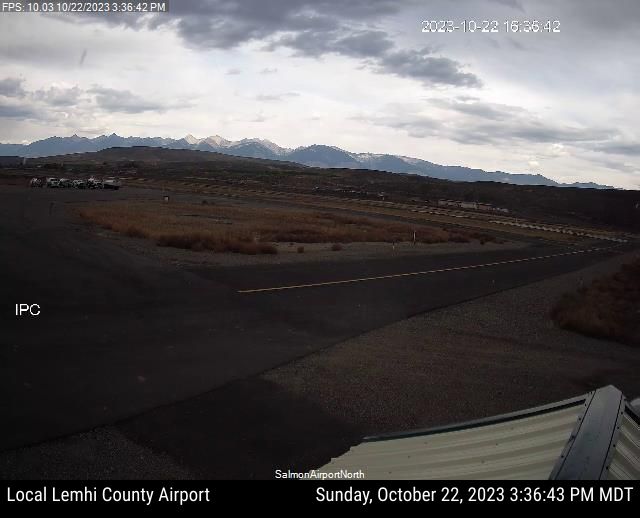 FPS: 10.03 10/22/2023 3:36:42 PM
2023-10-22 15:36:42
IPC
SalmonAirportNorth
Local Lemhi County Airport
Sunday, October 22, 2023 3:36:43 PM MDT